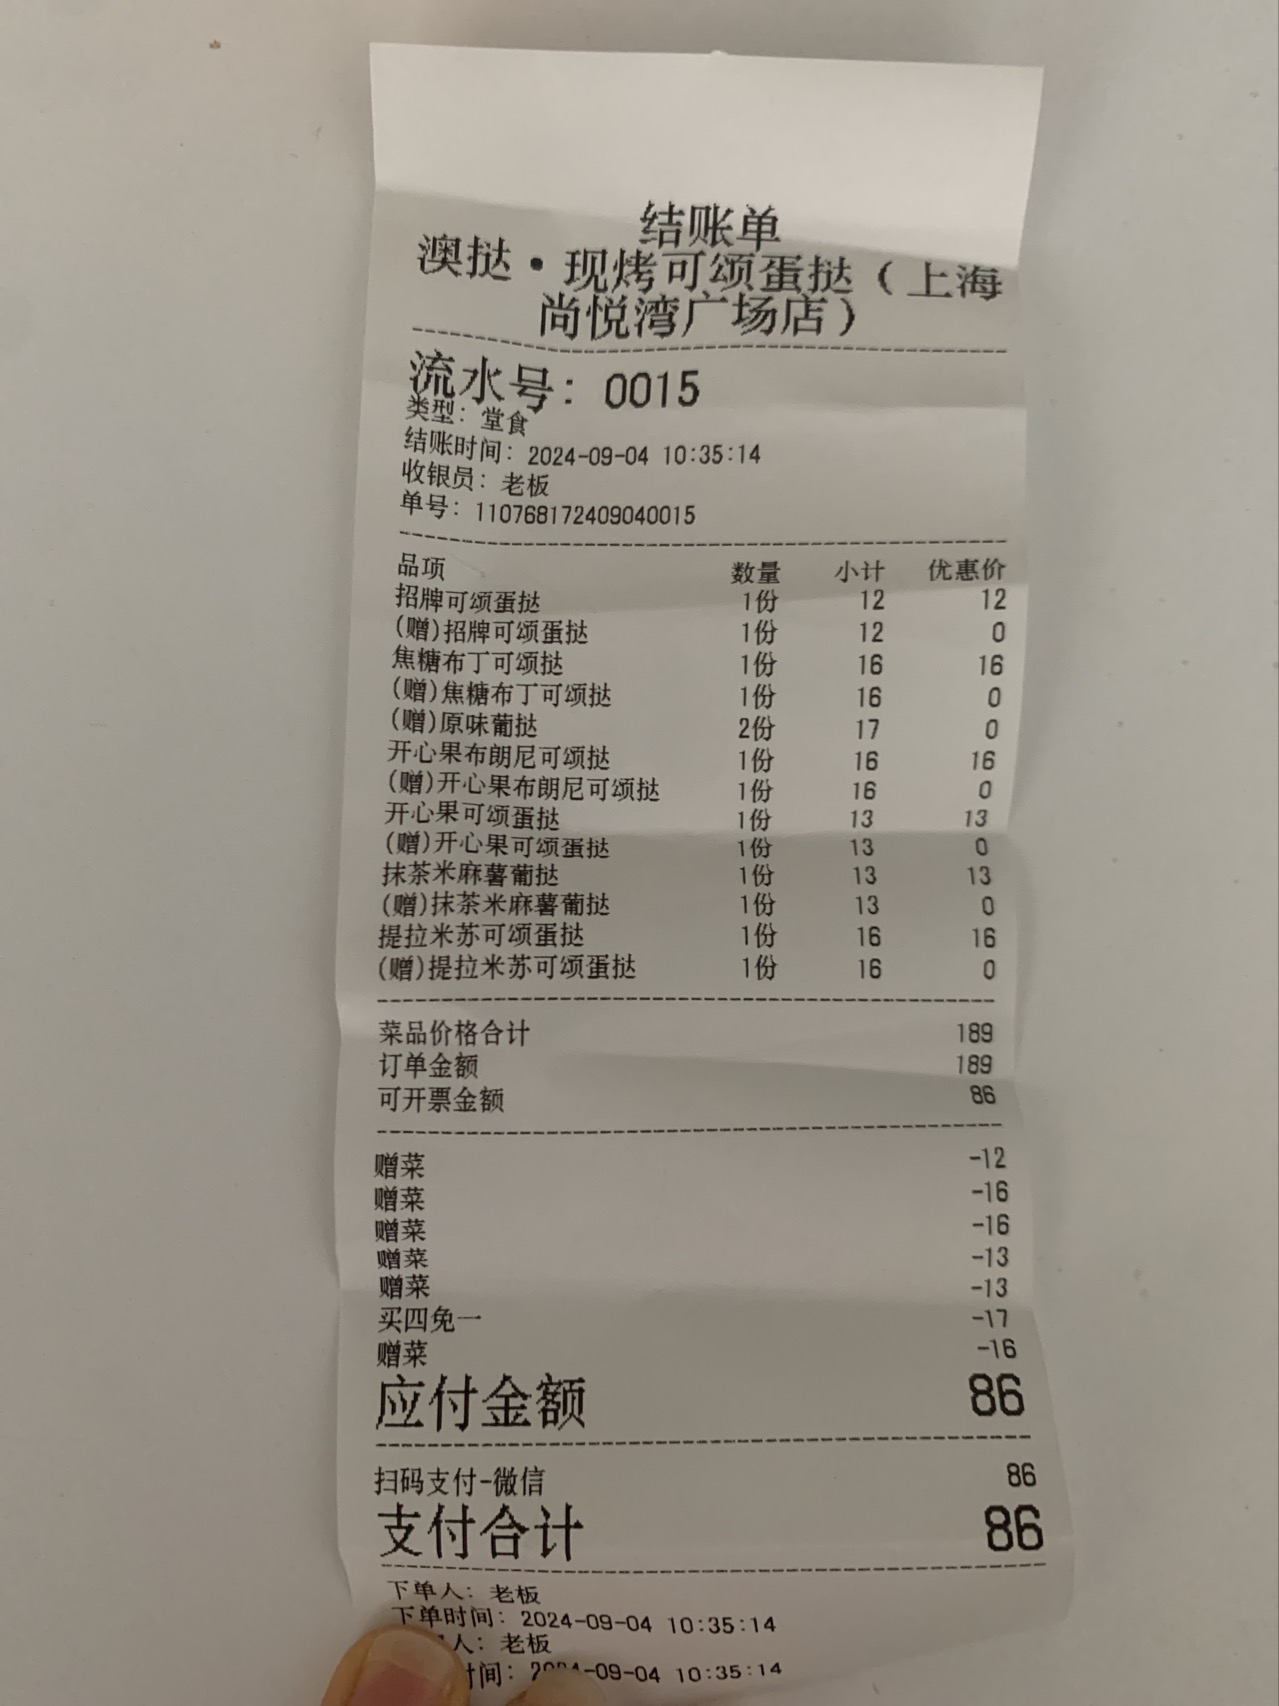 结账单
澳挞·现烤可颂蛋挞（上海
尚悦湾广场店）
流水号：0015
类型：堂食
结账时间：2024-09-04 10:35:14
收银员：老板
单号：110768172409040015
品项 数量 小计 优惠价
招牌可颂蛋挞 1份 12 12
(赠)招牌可颂蛋挞 1份 12 0
焦糖布丁可颂挞 1份 16 16
(赠)焦糖布丁可颂挞 1份 16 0
(赠)原味葡挞 2份 17 0
开心果布朗尼可颂挞 1份 16 16
(赠)开心果布朗尼可颂挞 1份 16 0
开心果可颂蛋挞 1份 13 13
(赠)开心果可颂蛋挞 1份 13 0
抹茶米麻薯葡挞 1份 13 13
(赠)抹茶米麻薯葡挞 1份 13 0
提拉米苏可颂蛋挞 1份 16 16
(赠)提拉米苏可颂蛋挞 1份 16 0
菜品价格合计 189
订单金额 189
可开票金额 86
赠菜 -12
赠菜 -16
赠菜 -16
赠菜 -13
赠菜 -13
买四免一 -17
赠菜 -16
应付金额 86
扫码支付-微信 86
支付合计 86
下单人：老板
下单时间：2024-09-04 10:35:14
人：老板
时间：2024-09-04 10:35:14